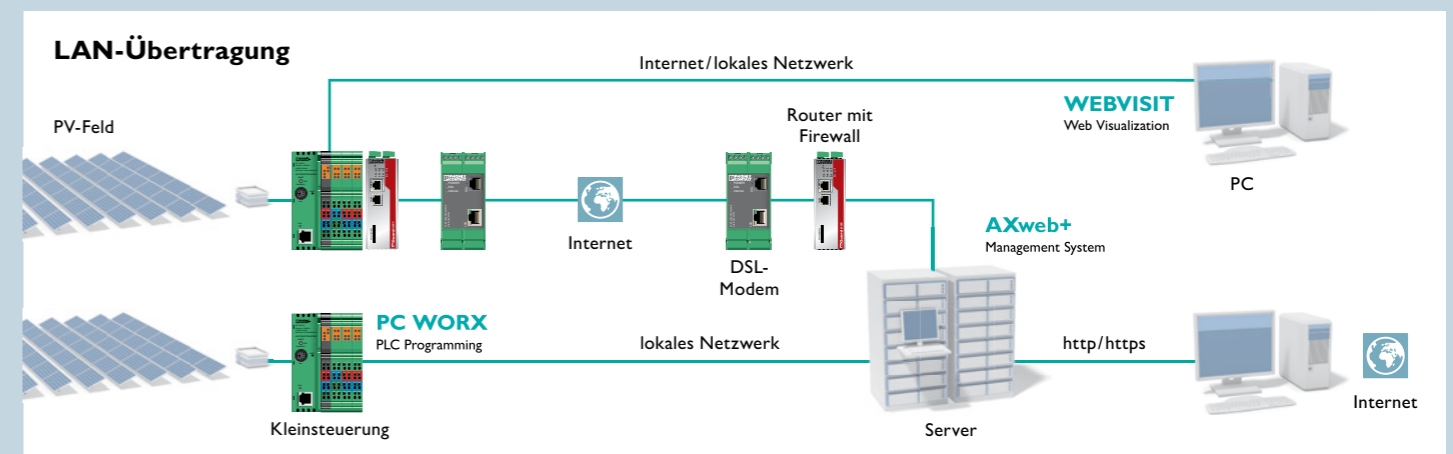 LAN-Übertragung
Internet/lokales Netzwerk
WEBVISIT
Web Visualization
PC
PV-Feld
Router mit
Firewall
Internet
DSL-
Modem
AXweb+
Management System
PC WORX
PLC Programming
lokales Netzwerk
http/https
Kleinsteuerung
Server
Internet